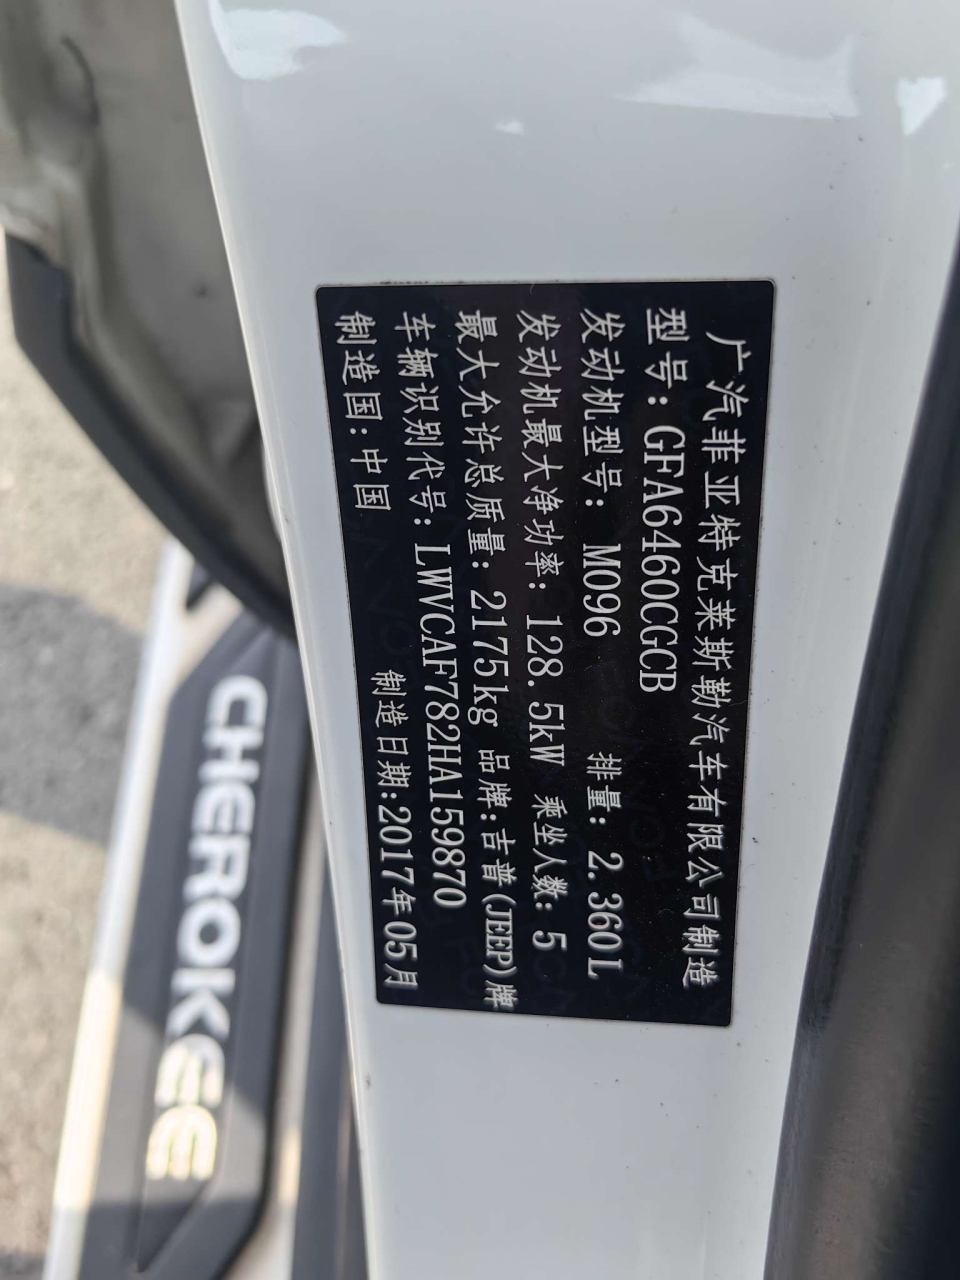 广汽菲亚特克莱斯勒汽车有限公司制造
型号: GFA6460CGCB
发动机型号: M096 排量: 2.360L
发动机最大净功率: 128.5kW 乘坐人数: 5
最大允许总质量: 2175kg 品牌:吉普(JEEP)牌
车辆识别代号: LWVCAF782HA159870
制造国:中国 制造日期:2017年05月
CHEROKEE